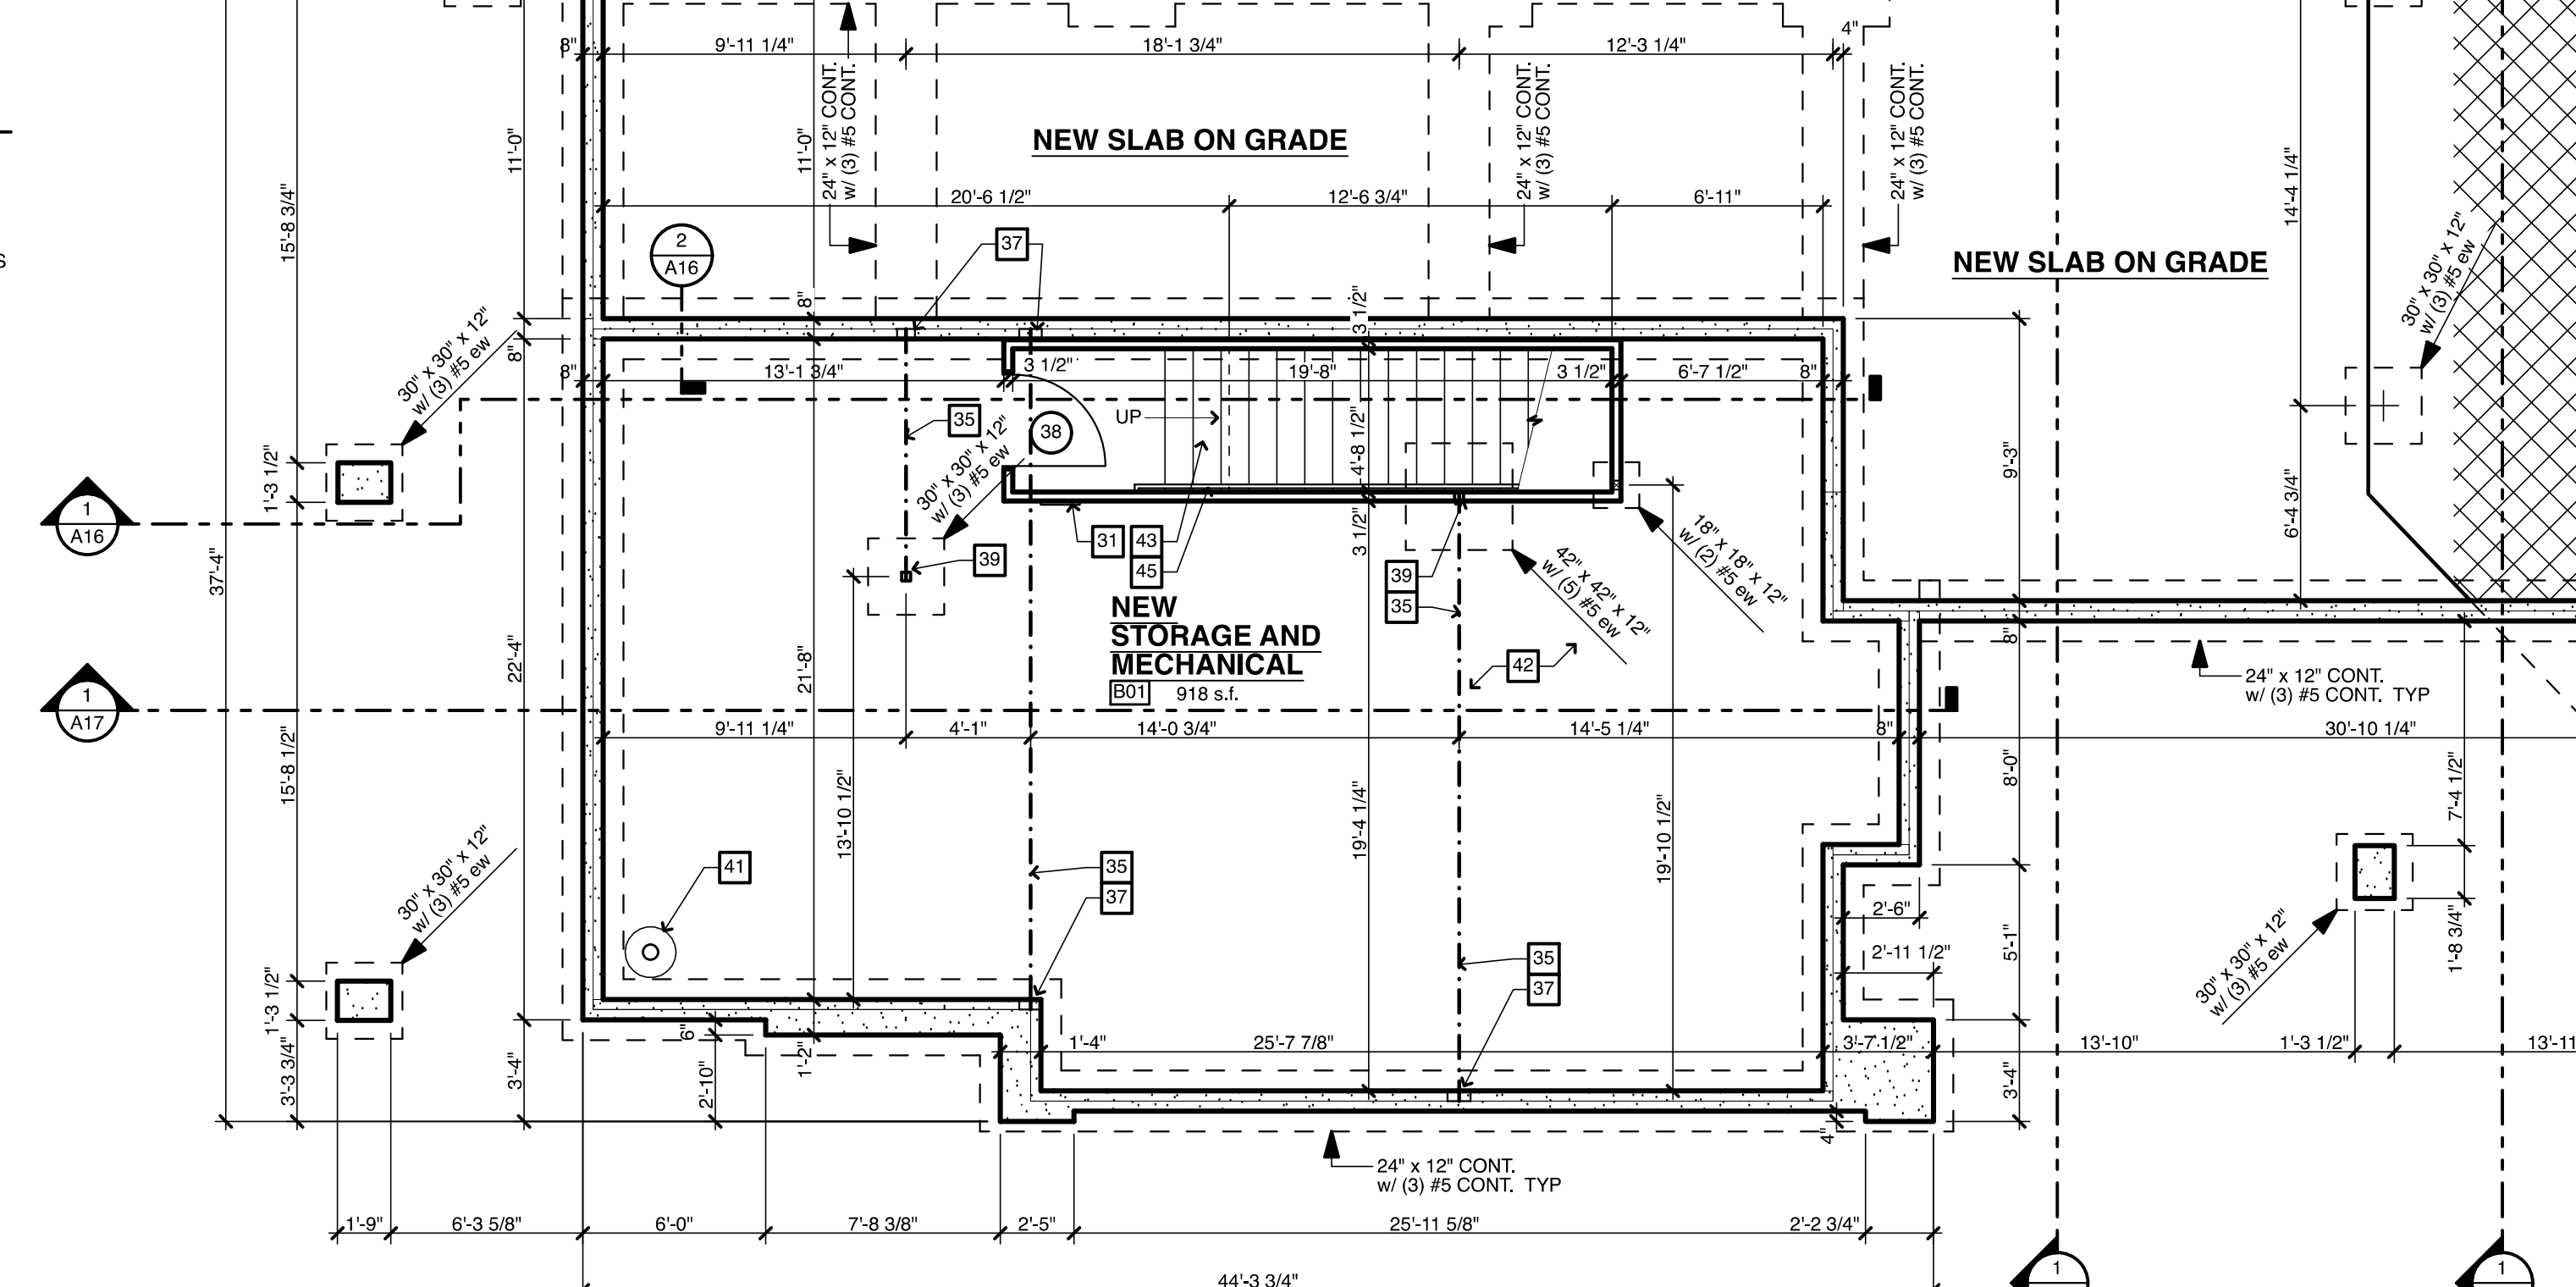 8"
9'-11 1/4"
18'-1 3/4"
12'-3 1/4"
4"
24" x 12" CONT.
w/ (3) #5 CONT.
24" x 12" CONT.
w/ (3) #5 CONT.
24" x 12" CONT.
w/ (3) #5 CONT.
11'-0"
11'-0"
15'-8 3/4"
14'-4 1/4"
NEW SLAB ON GRADE
20'-6 1/2"
12'-6 3/4"
6'-11"
2
A16
37
NEW SLAB ON GRADE
30" x 30" x 12"
w/ (3) #5 ew
30" x 30" x 12"
w/ (3) #5 ew
8"
8"
3 1/2"
8"
13'-1 3/4"
3 1/2"
19'-8"
3 1/2"
6'-7 1/2"
8"
35
38
UP
4'-8 1/2"
30" x 30" x 12"
w/ (3) #5 ew
9'-3"
6'-4 3/4"
1'-3 1/2"
1
A16
37'-4"
31
43
45
3 1/2"
39
39
35
18" x 18" x 12"
w/ (2) #5 ew
42" x 42" x 12"
w/ (5) #5 ew
NEW
STORAGE AND
MECHANICAL
B01
918 s.f.
42
22'-4"
21'-8"
8"
24" x 12" CONT.
w/ (3) #5 CONT. TYP
1
A17
9'-11 1/4"
4'-1"
14'-0 3/4"
14'-5 1/4"
8"
30'-10 1/4"
15'-8 1/2"
13'-10 1/2"
19'-4 1/4"
19'-10 1/2"
8'-0"
7'-4 1/2"
30" x 30" x 12"
w/ (3) #5 ew
41
35
37
2'-6"
2'-11 1/2"
5'-1"
1'-8 3/4"
30" x 30" x 12"
w/ (3) #5 ew
35
37
1'-3 1/2"
3'-3 3/4"
3'-4"
6"
2'-10"
1'-2"
1'-4"
25'-7 7/8"
3'-7 1/2"
13'-10"
1'-3 1/2"
13'-11
3'-4"
4"
24" x 12" CONT.
w/ (3) #5 CONT. TYP
1'-9"
6'-3 5/8"
6'-0"
7'-8 3/8"
2'-5"
25'-11 5/8"
2'-2 3/4"
44'-3 3/4"
1
1